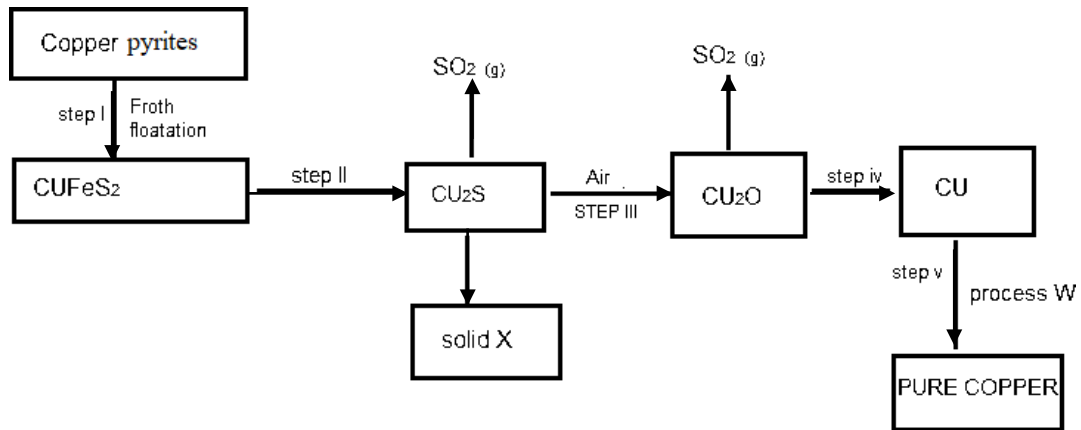 Copper pyrites
step I
Froth
floatation
CUFeS2
step II
SO2 (g)
CU2S
solid X
Air
STEP III
SO2 (g)
CU2O
step iv
CU
step v
process W
PURE COPPER